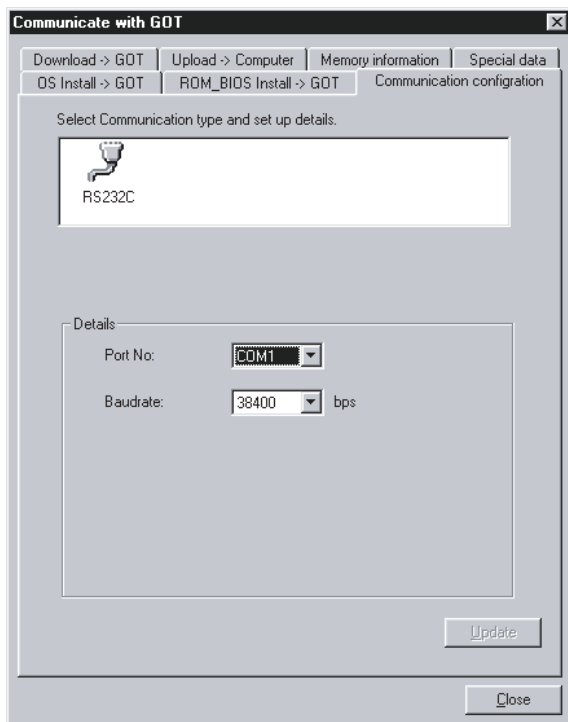 Communicate with GOT
Download -> GOT Upload -> Computer Memory information Special data
OS Install -> GOT ROM_BIOS Install -> GOT Communication configration
Select Communication type and set up details.
RS232C
Details
Port No: COM1
Baudrate: 38400 bps
Update
Close